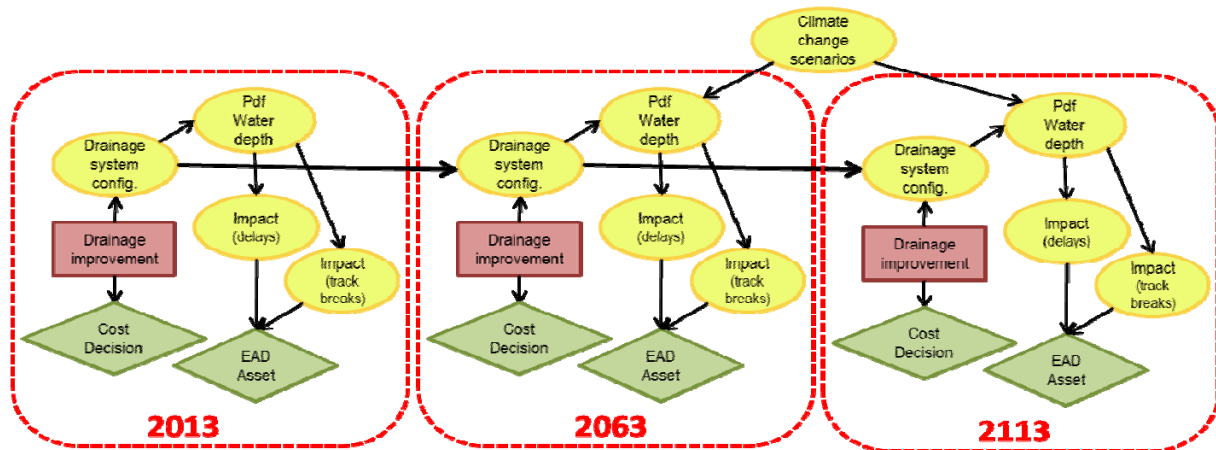 Climate
change
scenarios
Pdf
Water
depth
Drainage
system
config.
Impact
(delays)
Drainage
improvement
Impact
(track
breaks)
Cost
Decision
EAD
Asset
2013
Pdf
Water
depth
Drainage
system
config.
Impact
(delays)
Drainage
improvement
Impact
(track
breaks)
Cost
Decision
EAD
Asset
2063
Pdf
Water
depth
Drainage
system
config.
Impact
(delays)
Drainage
improvement
Impact
(track
breaks)
Cost
Decision
EAD
Asset
2113